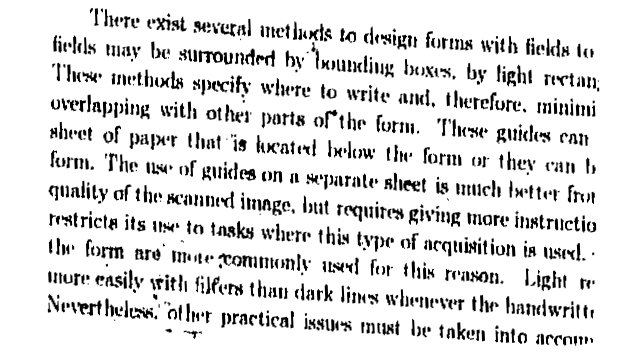 There exist several methods to design forms with fields to
fields may be surrounded by bounding boxes, by light rectan
These methods specify where to write and, therefore, minimi
overlapping with other parts of the form. These guides can
sheet of paper that is located below the form or they can b
form. The use of guides on a separate sheet is much better fro
quality of the scanned image, but requires giving more instructio
restricts its use to tasks where this type of acquisition is used.
the form are more commonly used for this reason. Light re
more easily with filters than dark lines whenever the handwritt
Nevertheless, other practical issues must be taken into accoun